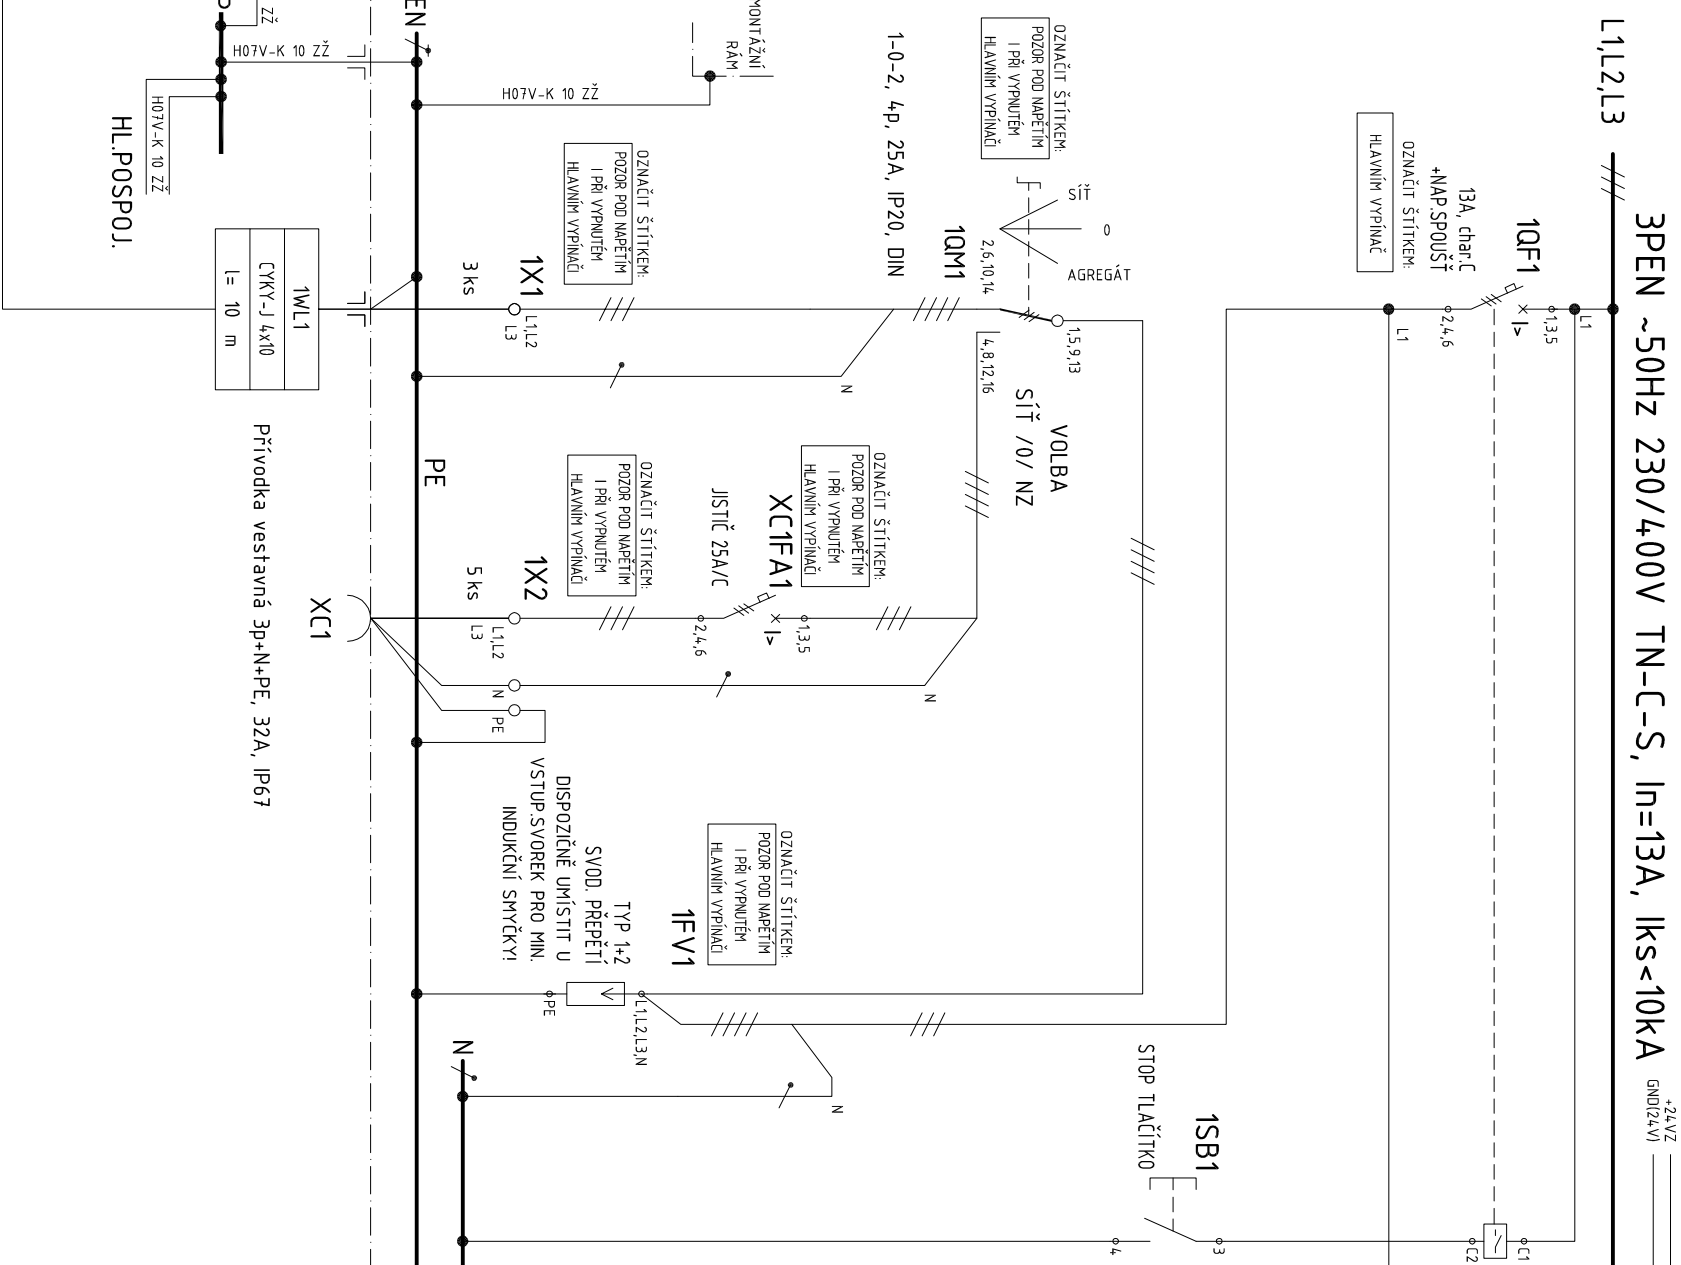 L1,L2,L3
3PEN ~50Hz 230/400V TN-C-S, In=13A, Iks<10kA
+24VZ
GND(24V)
1QF1
13A, char.C
+NAP.SPOUŠŤ
OZNAČIT ŠTÍTKEM:
HLAVNÍM VYPÍNAČ
L1
1,3,5
I>
2,4,6
L1
C1
C2
1SB1
STOP TLAČÍTKO
3
4
OZNAČIT ŠTÍTKEM:
POZOR POD NAPĚTÍM
I PŘI VYPNUTÉM
HLAVNÍM VYPÍNAČI
SÍŤ
0
AGREGÁT
1QM1
2,6,10,14
1-0-2, 4p, 25A, IP20, DIN
1,5,9,13
4,8,12,16
VOLBA
SÍŤ /0/ NZ
MONTÁŽNÍ
RÁM
H07V-K 10 ZŽ
OZNAČIT ŠTÍTKEM:
POZOR POD NAPĚTÍM
I PŘI VYPNUTÉM
HLAVNÍM VYPÍNAČI
1X1
3 ks
L1,L2
L3
N
OZNAČIT ŠTÍTKEM:
POZOR POD NAPĚTÍM
I PŘI VYPNUTÉM
HLAVNÍM VYPÍNAČI
XC1FA1
JISTIČ 25A/C
1,3,5
I>
2,4,6
N
OZNAČIT ŠTÍTKEM:
POZOR POD NAPĚTÍM
I PŘI VYPNUTÉM
HLAVNÍM VYPÍNAČI
1X2
5 ks
L1,L2
L3
N
PE
OZNAČIT ŠTÍTKEM:
POZOR POD NAPĚTÍM
I PŘI VYPNUTÉM
HLAVNÍM VYPÍNAČI
1FV1
TYP 1+2
SVOD. PŘEPĚTÍ
DISPOZIČNĚ UMÍSTIT U
VSTUP.SVOREK PRO MIN.
INDUKČNÍ SMYČKY!
L1,L2,L3,N
PE
N
N
EN
PE
P
ZŽ
H07V-K 10 ZŽ
H07V-K 10 ZŽ
HL.POSPOJ.
1WL1
CYKY-J 4x10
l= 10 m
XC1
Přívodka vestavná 3p+N+PE, 32A, IP67